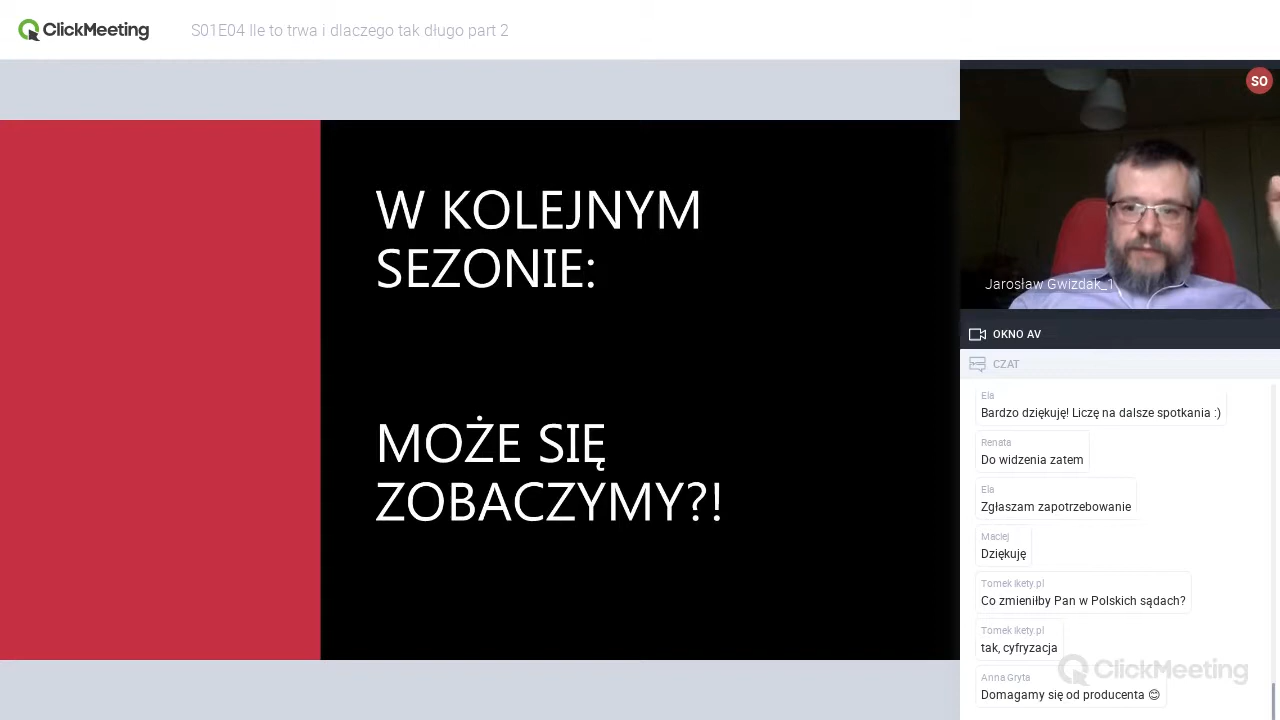 ClickMeeting
S01E04 Ile to trwa i dlaczego tak długo part 2
W KOLEJNYM
SEZONIE:
MOŻE SIĘ
ZOBACZYMY?!
SO
Jarosław Gwizdak_1
OKNO AV
CZAT
Ela
Bardzo dziękuję! Liczę na dalsze spotkania :)
Renata
Do widzenia zatem
Ela
Zgłaszam zapotrzebowanie
Maciej
Dziękuję
Tomek Ikety.pl
Co zmieniłby Pan w Polskich sądach?
Tomek Ikety.pl
tak, cyfryzacja
Anna Gryta
Domagamy się od producenta 😊
ClickMeeting